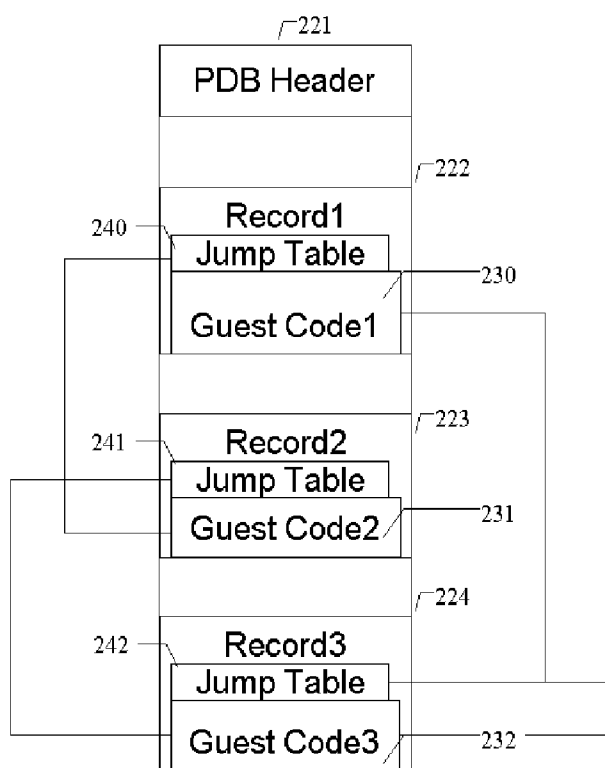 221
PDB Header
222
Record1
240
Jump Table
230
Guest Code1
223
Record2
241
Jump Table
Guest Code2
231
224
Record3
242
Jump Table
Guest Code3
232